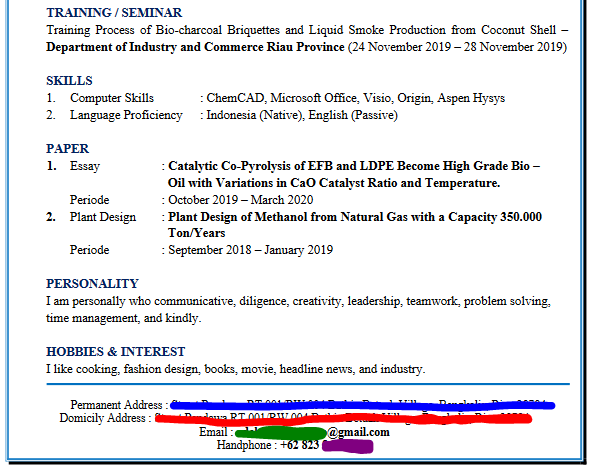 TRAINING / SEMINAR
Training Process of Bio-charcoal Briquettes and Liquid Smoke Production from Coconut Shell –
Department of Industry and Commerce Riau Province (24 November 2019 – 28 November 2019)
SKILLS
1. Computer Skills : ChemCAD, Microsoft Office, Visio, Origin, Aspen Hysys
2. Language Proficiency : Indonesia (Native), English (Passive)
PAPER
1. Essay : Catalytic Co-Pyrolysis of EFB and LDPE Become High Grade Bio –
Oil with Variations in CaO Catalyst Ratio and Temperature.
Periode : October 2019 – March 2020
2. Plant Design : Plant Design of Methanol from Natural Gas with a Capacity 350.000
Ton/Years
Periode : September 2018 – January 2019
PERSONALITY
I am personally who communicative, diligence, creativity, leadership, teamwork, problem solving,
time management, and kindly.
HOBBIES & INTEREST
I like cooking, fashion design, books, movie, headline news, and industry.
Permanent Address :
Domicily Address :
Email : @gmail.com
Handphone : +62 823